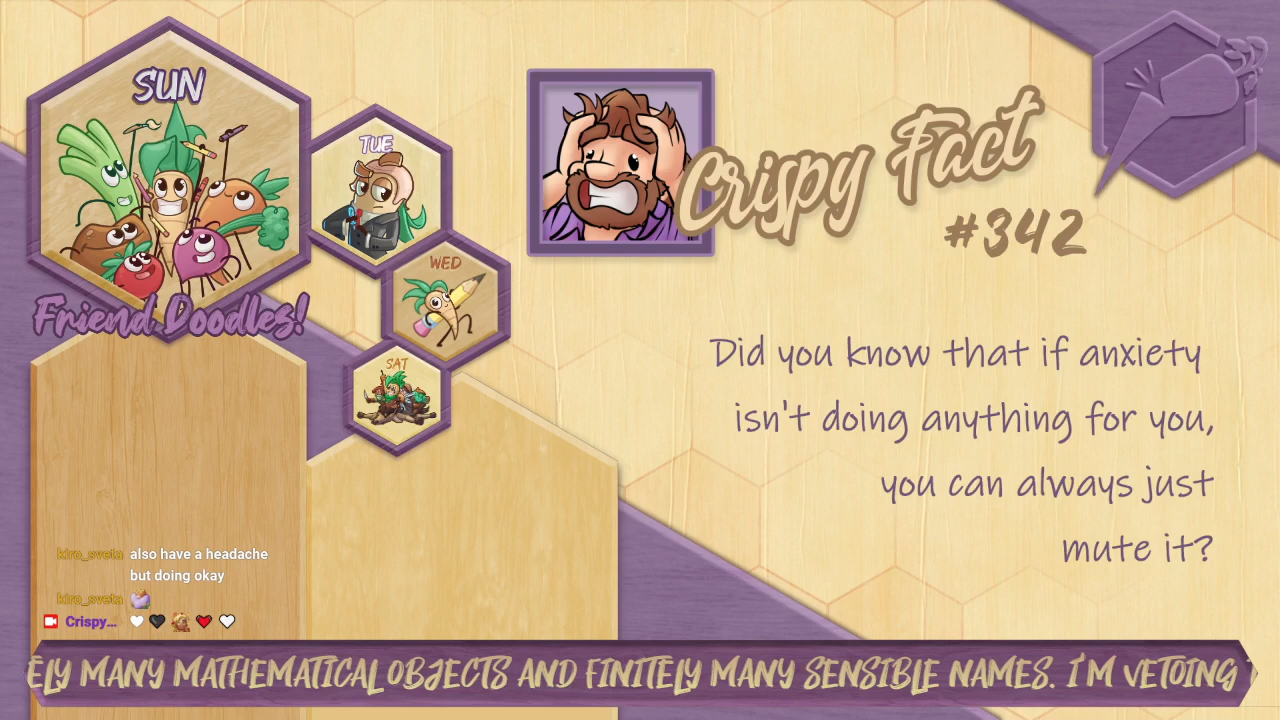 SUN
TUE
WED
SAT
Friend Doodles!
Crispy Fact
#342
Did you know that if anxiety
isn't doing anything for you,
you can always just
mute it?
kiro_sveta also have a headache
but doing okay
kiro_sveta
Crispy...
ELY MANY MATHEMATICAL OBJECTS AND FINITELY MANY SENSIBLE NAMES. I'M VETOING